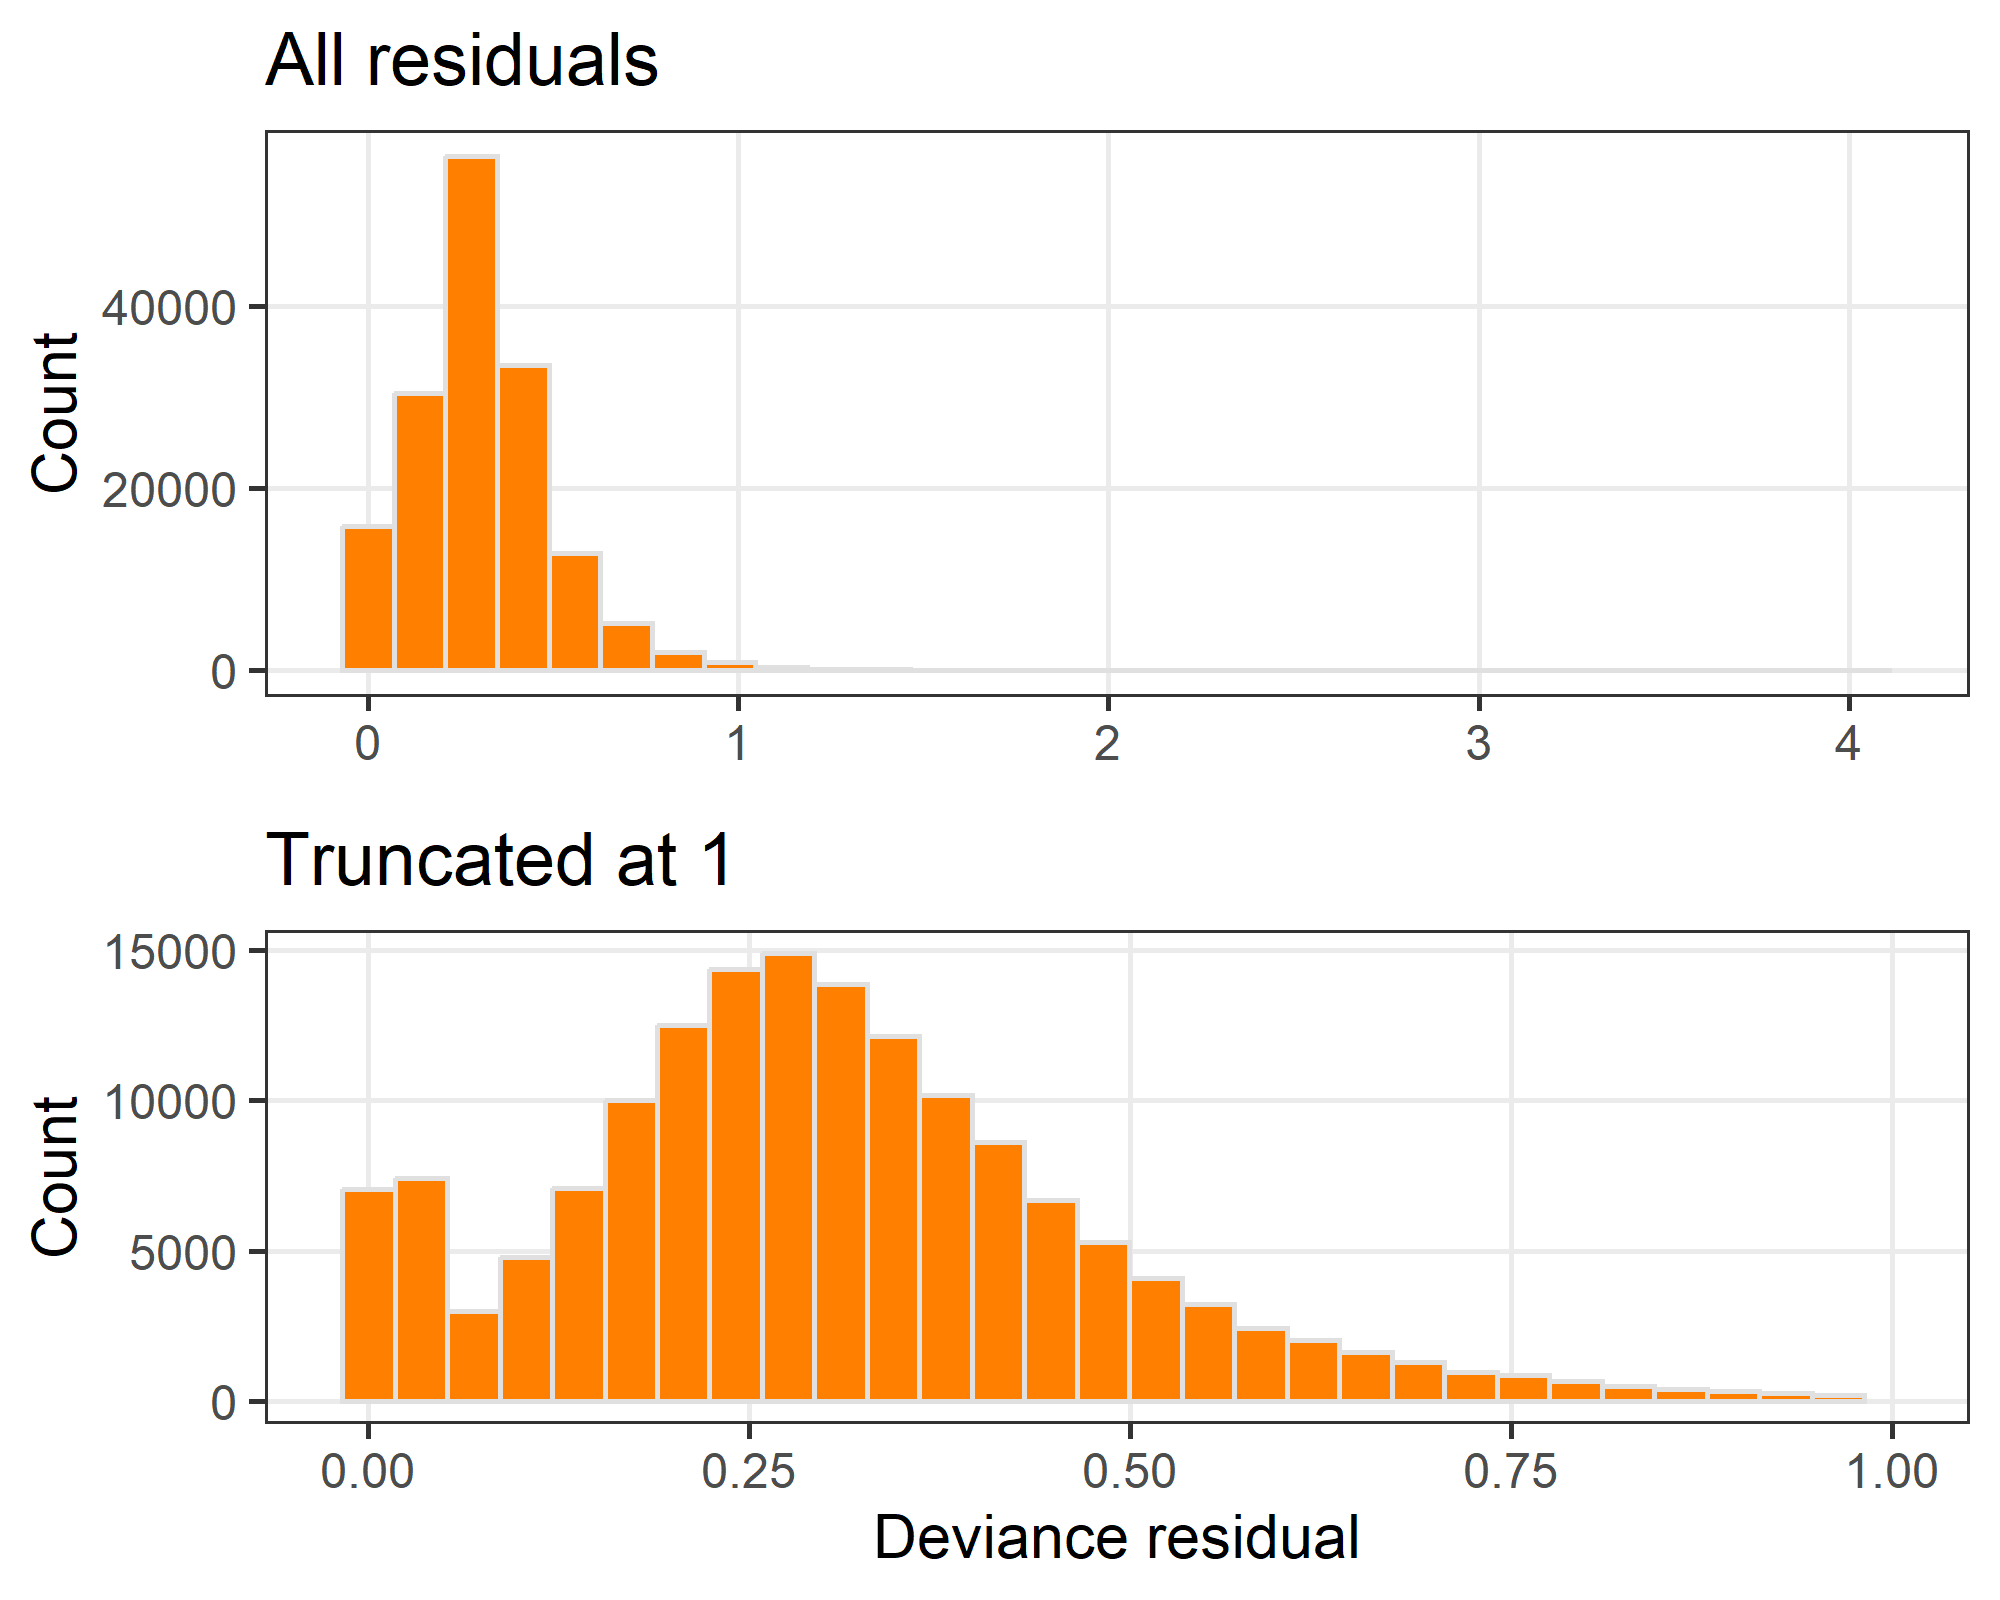 All residuals
Count
40000
20000
0
0 1 2 3 4
Truncated at 1
Count
15000
10000
5000
0
0.00 0.25 0.50 0.75 1.00
Deviance residual